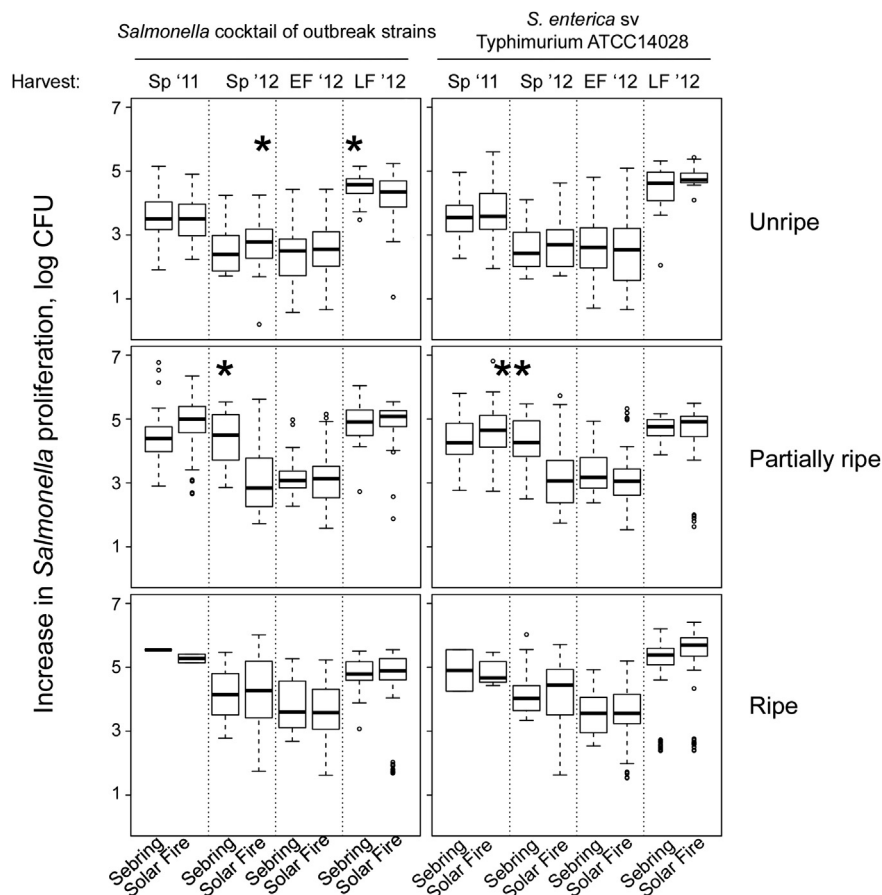 Salmonella cocktail of outbreak strains
S. enterica sv
Typhimurium ATCC14028
Harvest: Sp ‘11 Sp ’12 EF ‘12 LF ’12 Sp ‘11 Sp ’12 EF ‘12 LF ’12
Increase in Salmonella proliferation, log CFU
7
5
3
1
* *
Unripe
7
5
3
1
* **
Partially ripe
7
5
3
1
Ripe
Sebring Solar Fire Sebring Solar Fire Sebring Solar Fire Sebring Solar Fire Sebring Solar Fire Sebring Solar Fire Sebring Solar Fire Sebring Solar Fire